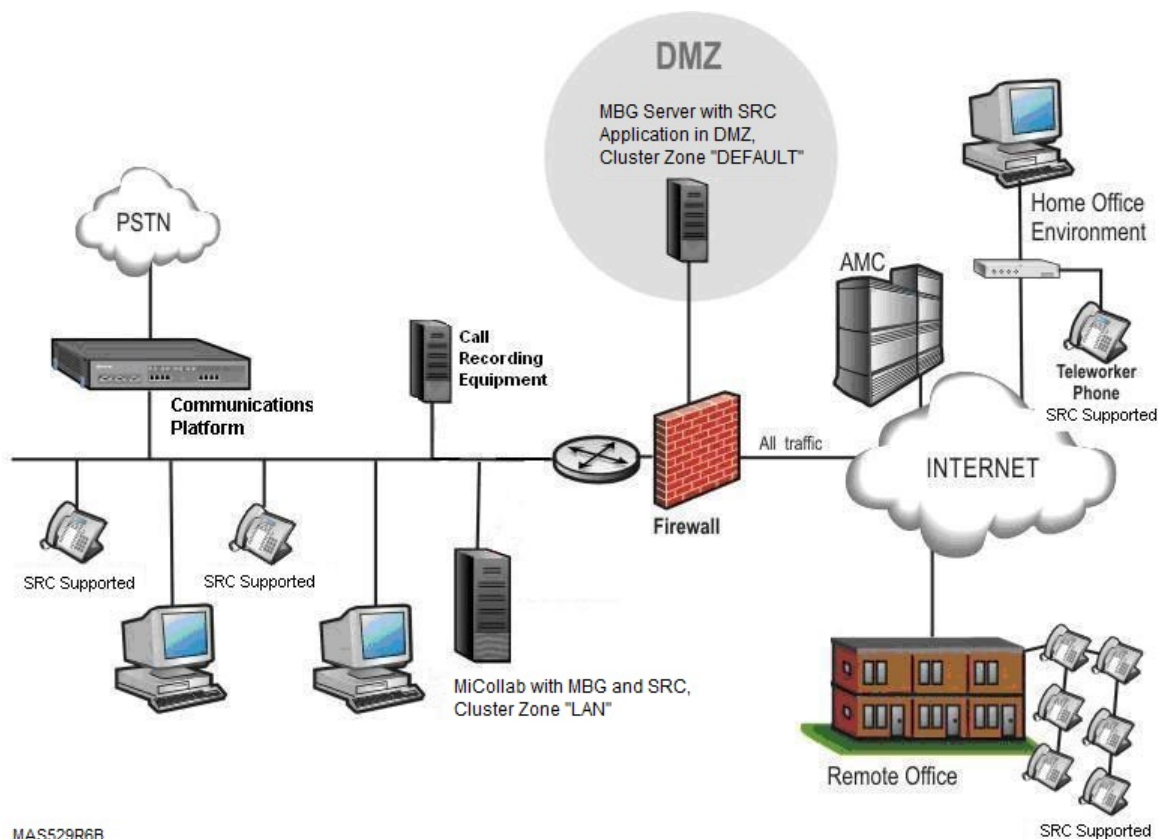 DMZ
MBG Server with SRC
Application in DMZ,
Cluster Zone "DEFAULT"
PSTN
Communications
Platform
Call
Recording
Equipment
AMC
Home Office
Environment
Teleworker
Phone
SRC Supported
All traffic
INTERNET
Firewall
SRC Supported
SRC Supported
MiCollab with MBG and SRC,
Cluster Zone "LAN"
Remote Office
SRC Supported
MAS529R6B